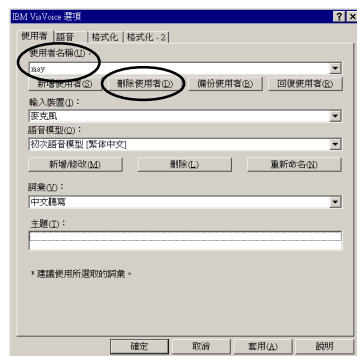 IBM ViaVoice 選項
使用者 語音 格式化 格式化 - 2
使用者名稱(U)：
may
新增使用者(S) 刪除使用者(D) 備份使用者(B) 回復使用者(R)
輸入裝置(I)：
麥克風
語音模型(O)：
初次語音模型 [繁体中文]
新增/修改(M) 刪除(L) 重新命名(N)
詞彙(V)：
中文聽寫
主題(T)：
* 建議使用所選取的詞彙。
確定 取消 套用(A) 說明